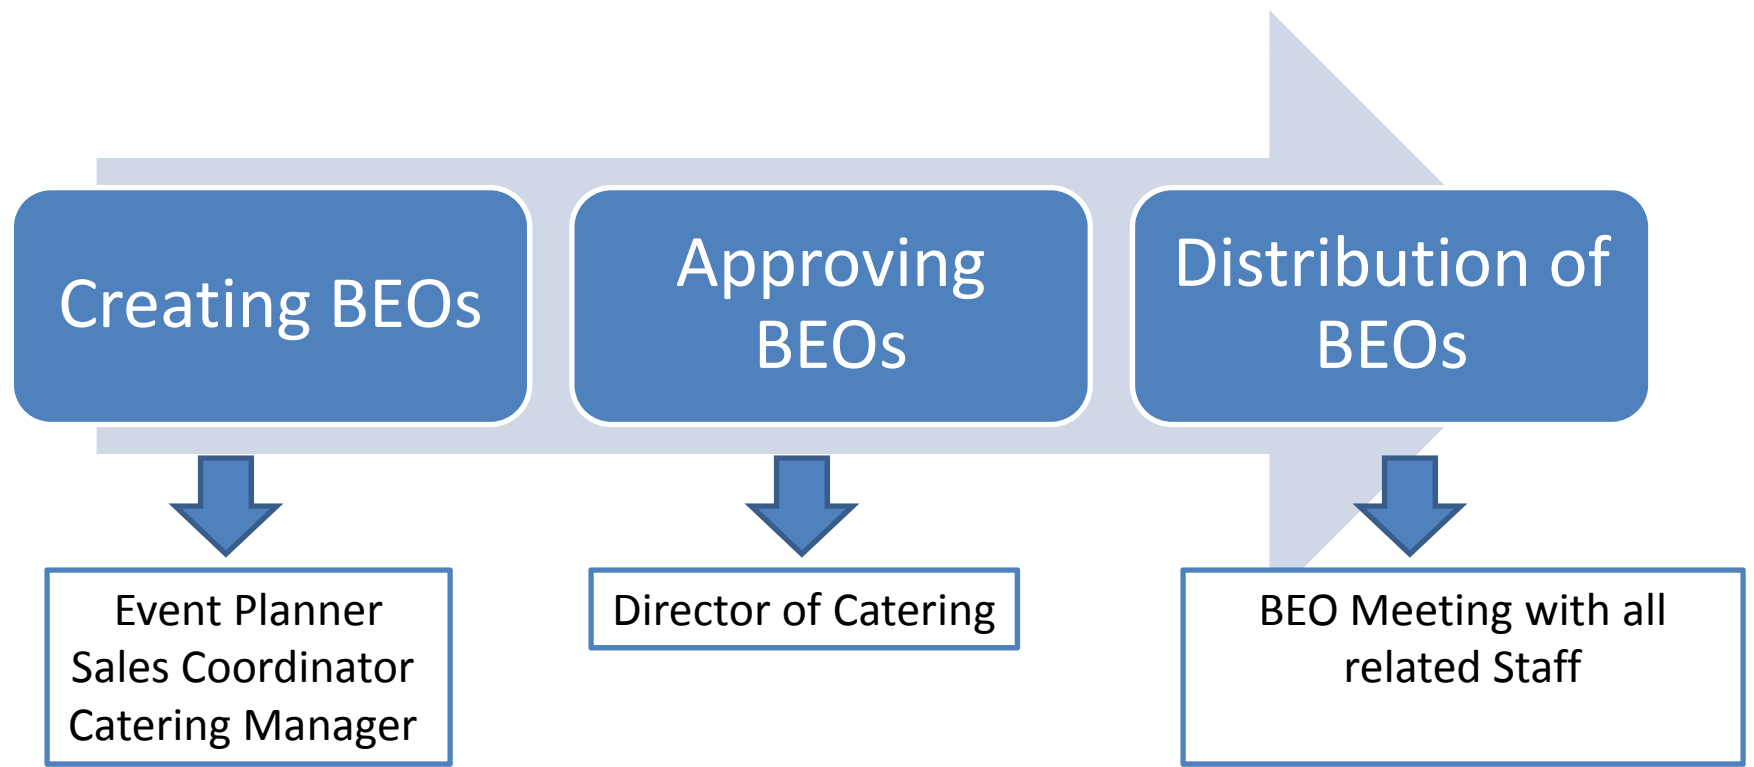 Creating BEOs
Approving
BEOs
Distribution of
BEOs
Event Planner
Sales Coordinator
Catering Manager
Director of Catering
BEO Meeting with all
related Staff